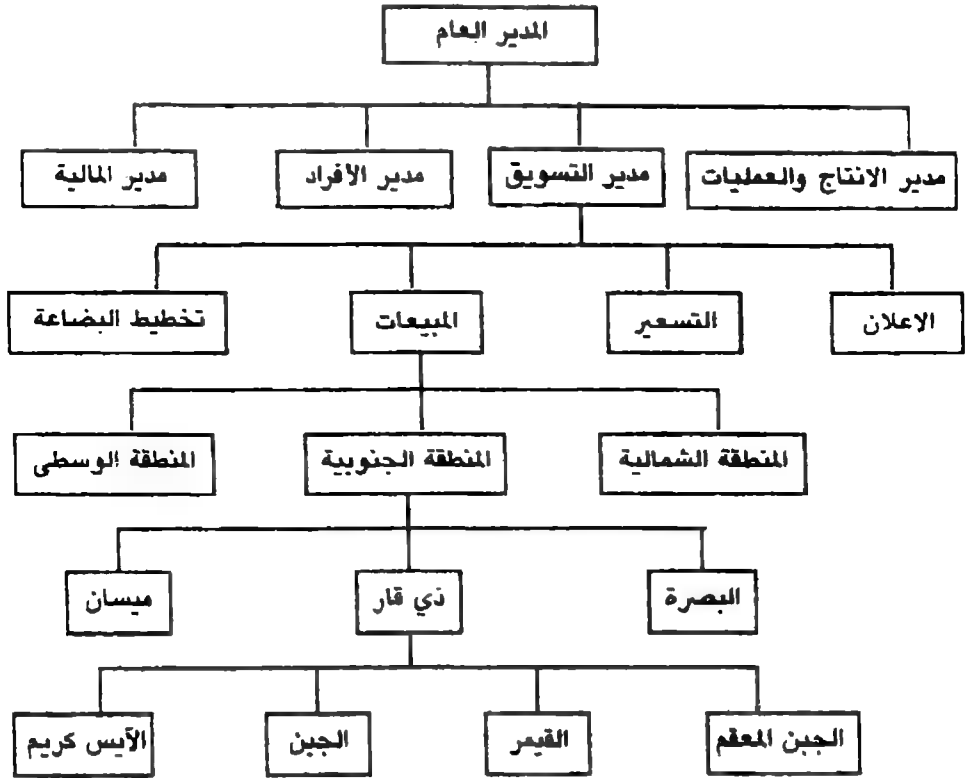 المدير العام
مدير الانتاج والعمليات
مدير التسويق
مدير الأفراد
مدير المالية
الاعلان
التسعير
المبيعات
تخطيط البضاعة
المنطقة الشمالية
المنطقة الجنوبية
المنطقة الوسطى
البصرة
ذي قار
ميسان
الجبن المعقم
القيمر
الجبن
الآيس كريم